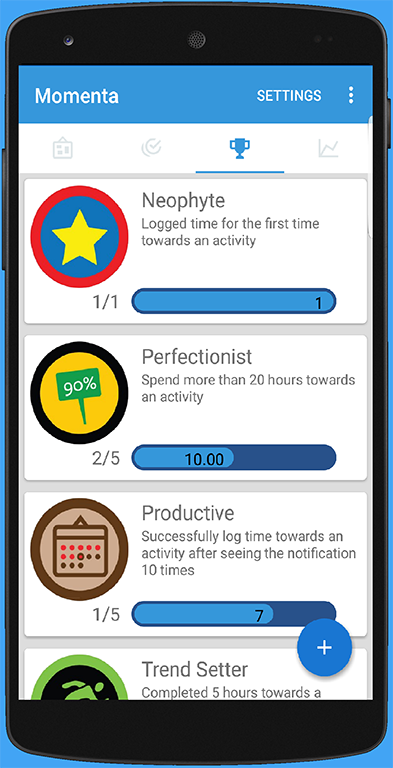 Momenta
SETTINGS
Neophyte
Logged time for the first time
towards an activity
1/1
1
Perfectionist
90%
Spend more than 20 hours towards
an activity
2/5
10.00
Productive
Successfully log time towards an
activity after seeing the notification
10 times
1/5
7
+
Trend Setter
Completed 5 hours towards a